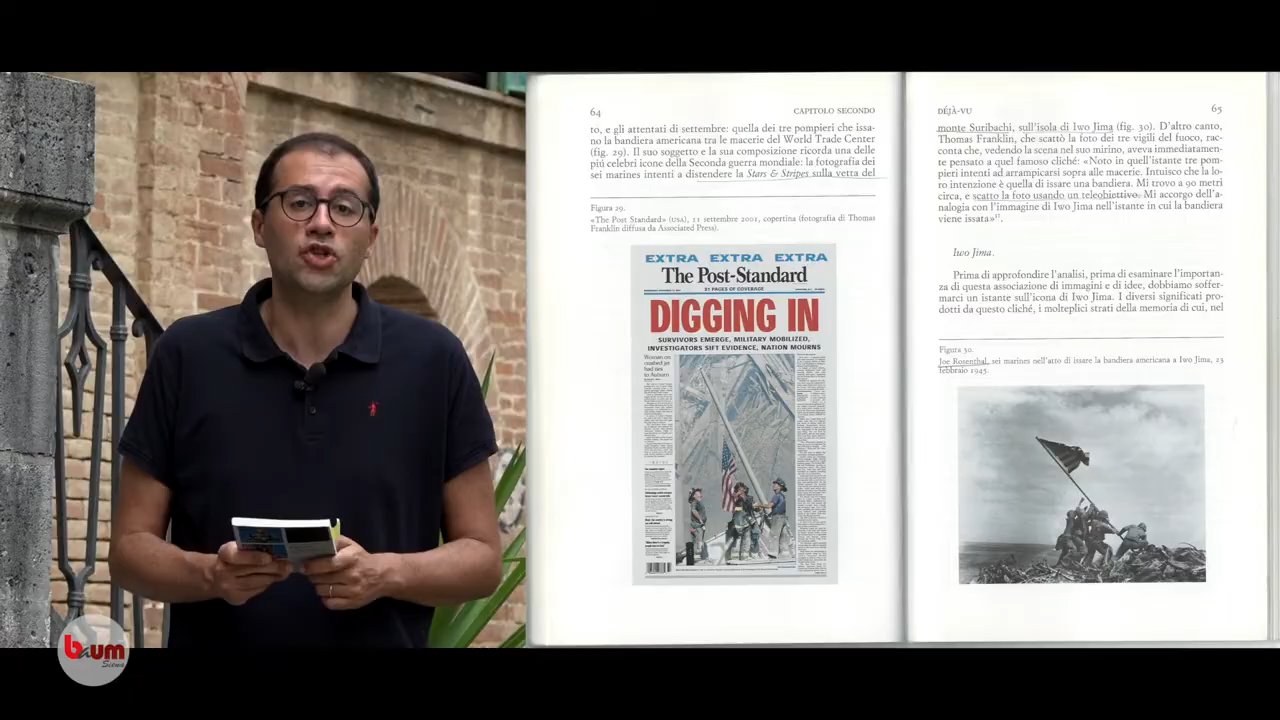 64
CAPITOLO SECONDO
to, e gli attentati di settembre: quella dei tre pompieri che issa-
no la bandiera americana tra le macerie del World Trade Center
(fig. 29). Il suo soggetto e la sua composizione ricorda una delle
piú celebri icone della Seconda guerra mondiale: la fotografia dei
sei marines intenti a distendere la Stars & Stripes sulla vetta del
Figura 29.
«The Post Standard» (USA), 11 settembre 2001, copertina (fotografia di Thomas
Franklin diffusa da Associated Press).
EXTRA EXTRA EXTRA
The Post-Standard
DIGGING IN
SURVIVORS EMERGE, MILITARY MOBILIZED,
INVESTIGATORS SIFT EVIDENCE, NATION MOURNS
Woman on
crashed jet
had ties
to Auburn
DÉJÀ-VU
65
monte Suribachi, sull'isola di Iwo Jima (fig. 30). D'altro canto,
Thomas Franklin, che scattò la foto dei tre vigili del fuoco, rac-
conta che, vedendo la scena nel suo mirino, aveva immediatamen-
te pensato a quel famoso cliché: «Noto in quell'istante tre pom-
pieri intenti ad arrampicarsi sopra alle macerie. Intuisco che la lo-
ro intenzione è quella di issare una bandiera. Mi trovo a 90 metri
circa, e scatto la foto usando un teleobiettivo. Mi accorgo dell'a-
nalogia con l'immagine di Iwo Jima nell'istante in cui la bandiera
viene issata»17.
Iwo Jima.
Prima di approfondire l'analisi, prima di esaminare l'importan-
za di questa associazione di immagini e di idee, dobbiamo soffer-
marci un istante sull'icona di Iwo Jima. I diversi significati pro-
dotti da questo cliché, i molteplici strati della memoria di cui, nel
Figura 30.
Joe Rosenthal, sei marines nell'atto di issare la bandiera americana a Iwo Jima, 23
febbraio 1945.
baum
Siena